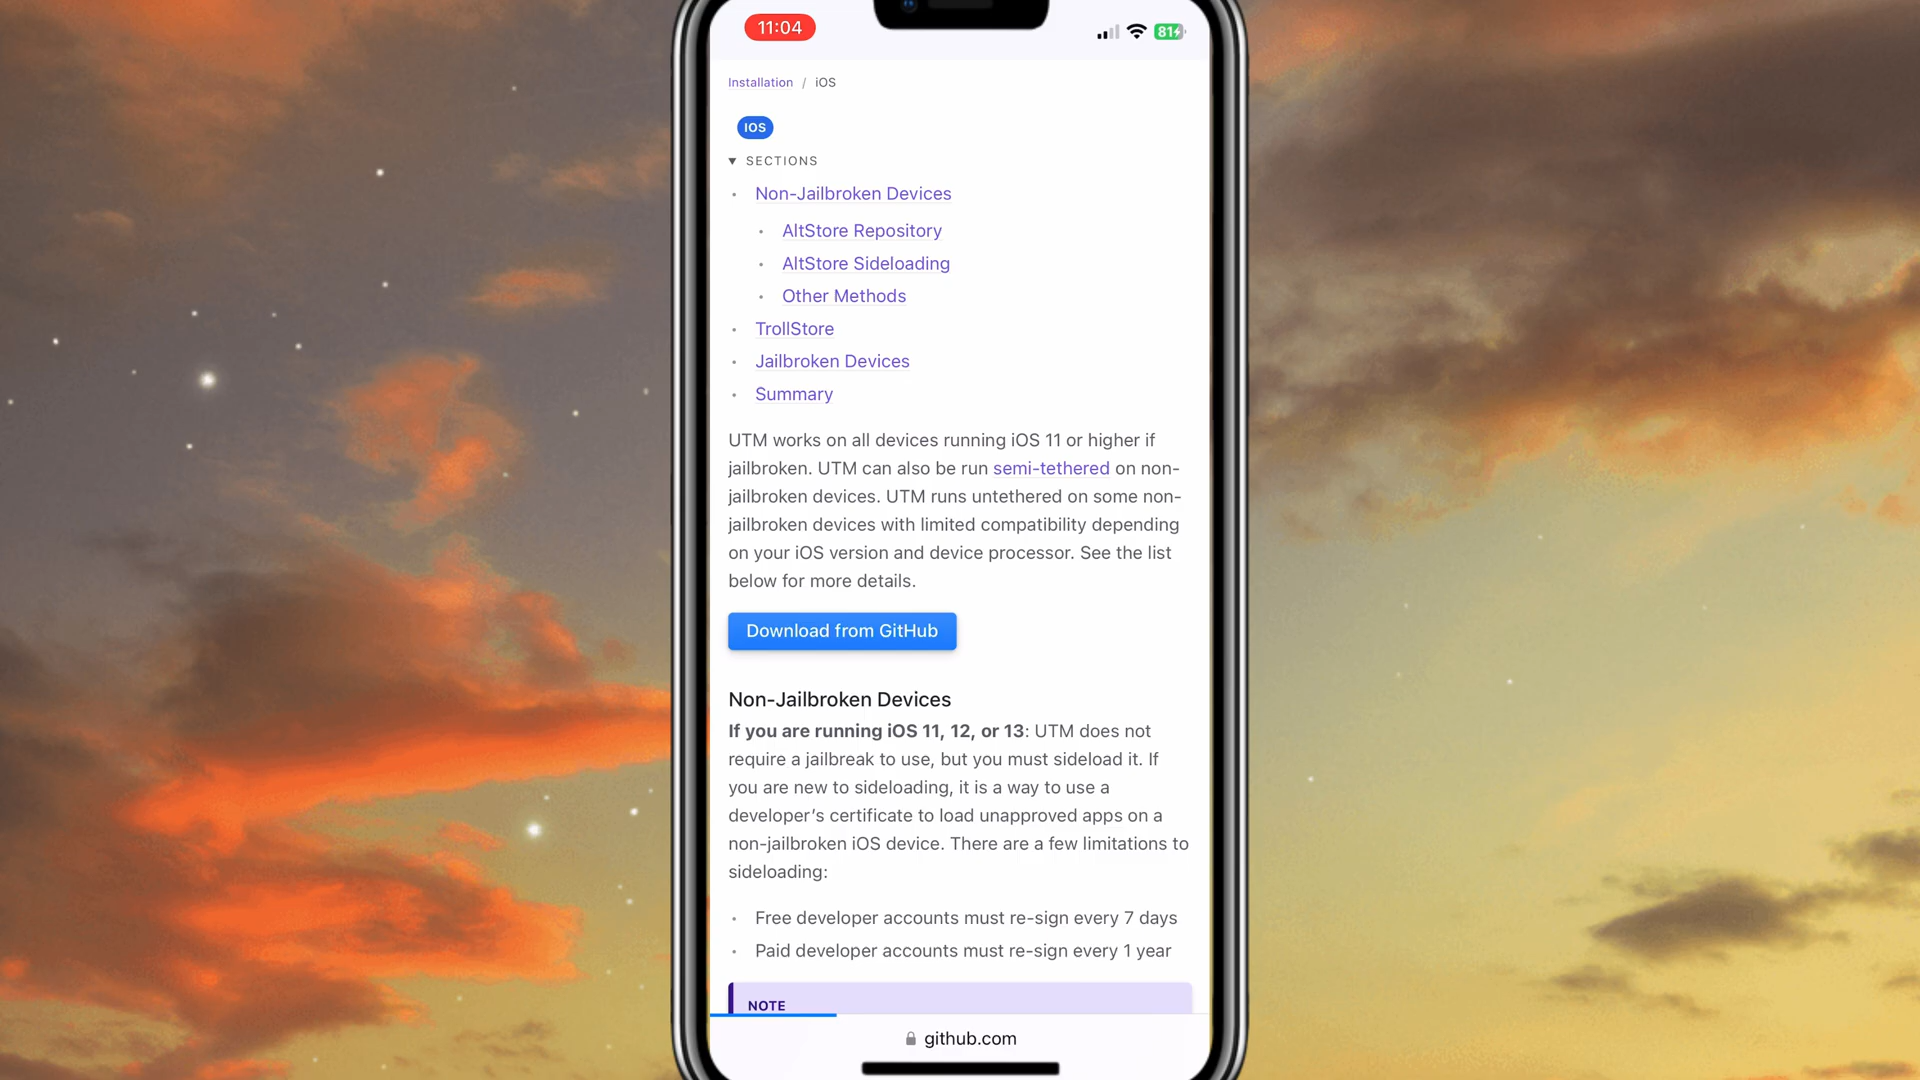 11:04
81
Installation / iOS
IOS
▼ SECTIONS
• Non-Jailbroken Devices
• AltStore Repository
• AltStore Sideloading
• Other Methods
• TrollStore
• Jailbroken Devices
• Summary
UTM works on all devices running iOS 11 or higher if
jailbroken. UTM can also be run semi-tethered on non-
jailbroken devices. UTM runs untethered on some non-
jailbroken devices with limited compatibility depending
on your iOS version and device processor. See the list
below for more details.
Download from GitHub
Non-Jailbroken Devices
If you are running iOS 11, 12, or 13: UTM does not
require a jailbreak to use, but you must sideload it. If
you are new to sideloading, it is a way to use a
developer’s certificate to load unapproved apps on a
non-jailbroken iOS device. There are a few limitations to
sideloading:
• Free developer accounts must re-sign every 7 days
• Paid developer accounts must re-sign every 1 year
NOTE
github.com